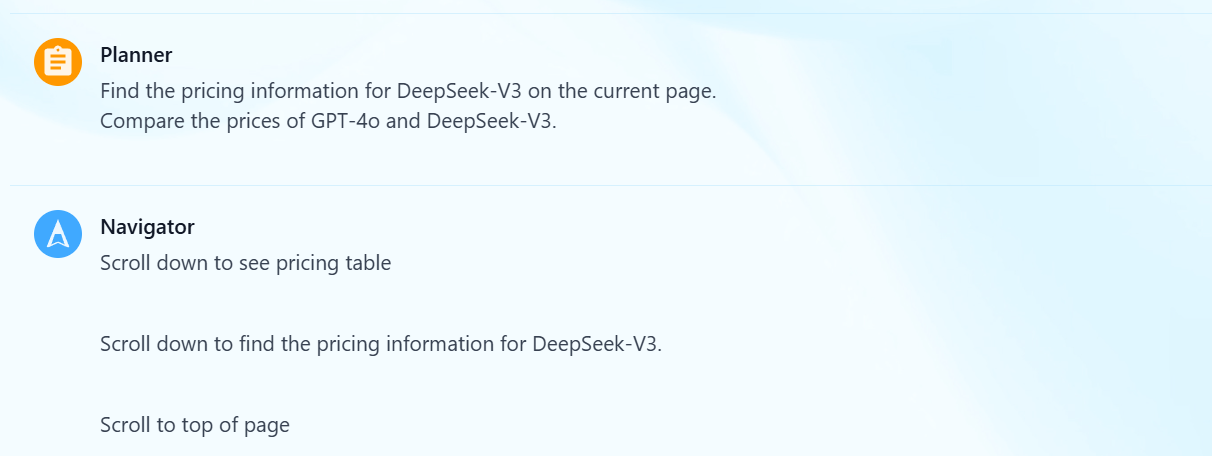 Planner
Find the pricing information for DeepSeek-V3 on the current page.
Compare the prices of GPT-4o and DeepSeek-V3.
Navigator
Scroll down to see pricing table
Scroll down to find the pricing information for DeepSeek-V3.
Scroll to top of page